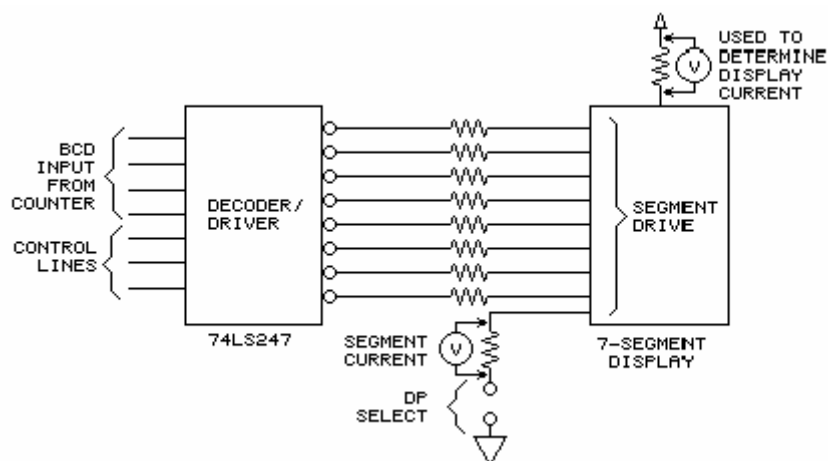 USED TO
DETERMINE
DISPLAY
CURRENT
V
BCD
INPUT
FROM
COUNTER
CONTROL
LINES
DECODER/
DRIVER
74LS247
SEGMENT
DRIVE
7-SEGMENT
DISPLAY
SEGMENT
CURRENT
V
DP
SELECT